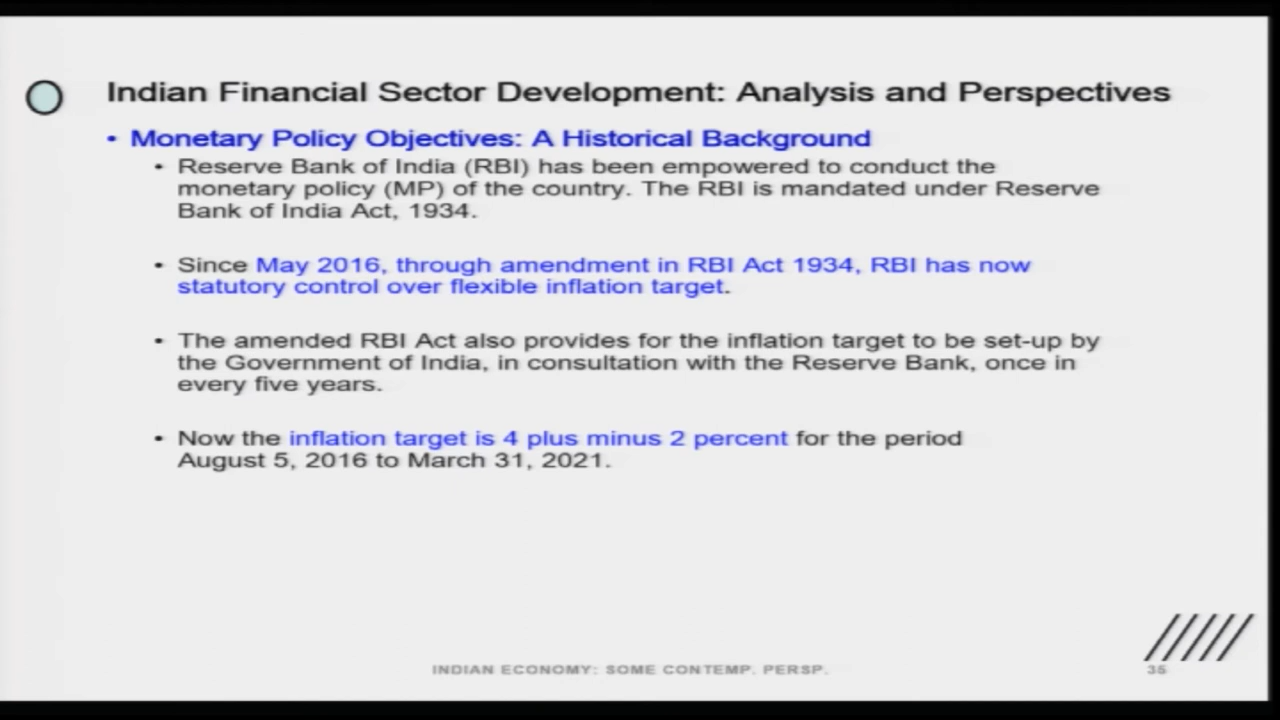 Indian Financial Sector Development: Analysis and Perspectives
• Monetary Policy Objectives: A Historical Background
• Reserve Bank of India (RBI) has been empowered to conduct the
monetary policy (MP) of the country. The RBI is mandated under Reserve
Bank of India Act, 1934.
• Since May 2016, through amendment in RBI Act 1934, RBI has now
statutory control over flexible inflation target.
• The amended RBI Act also provides for the inflation target to be set-up by
the Government of India, in consultation with the Reserve Bank, once in
every five years.
• Now the inflation target is 4 plus minus 2 percent for the period
August 5, 2016 to March 31, 2021.
INDIAN ECONOMY: SOME CONTEMP. PERSP.
35